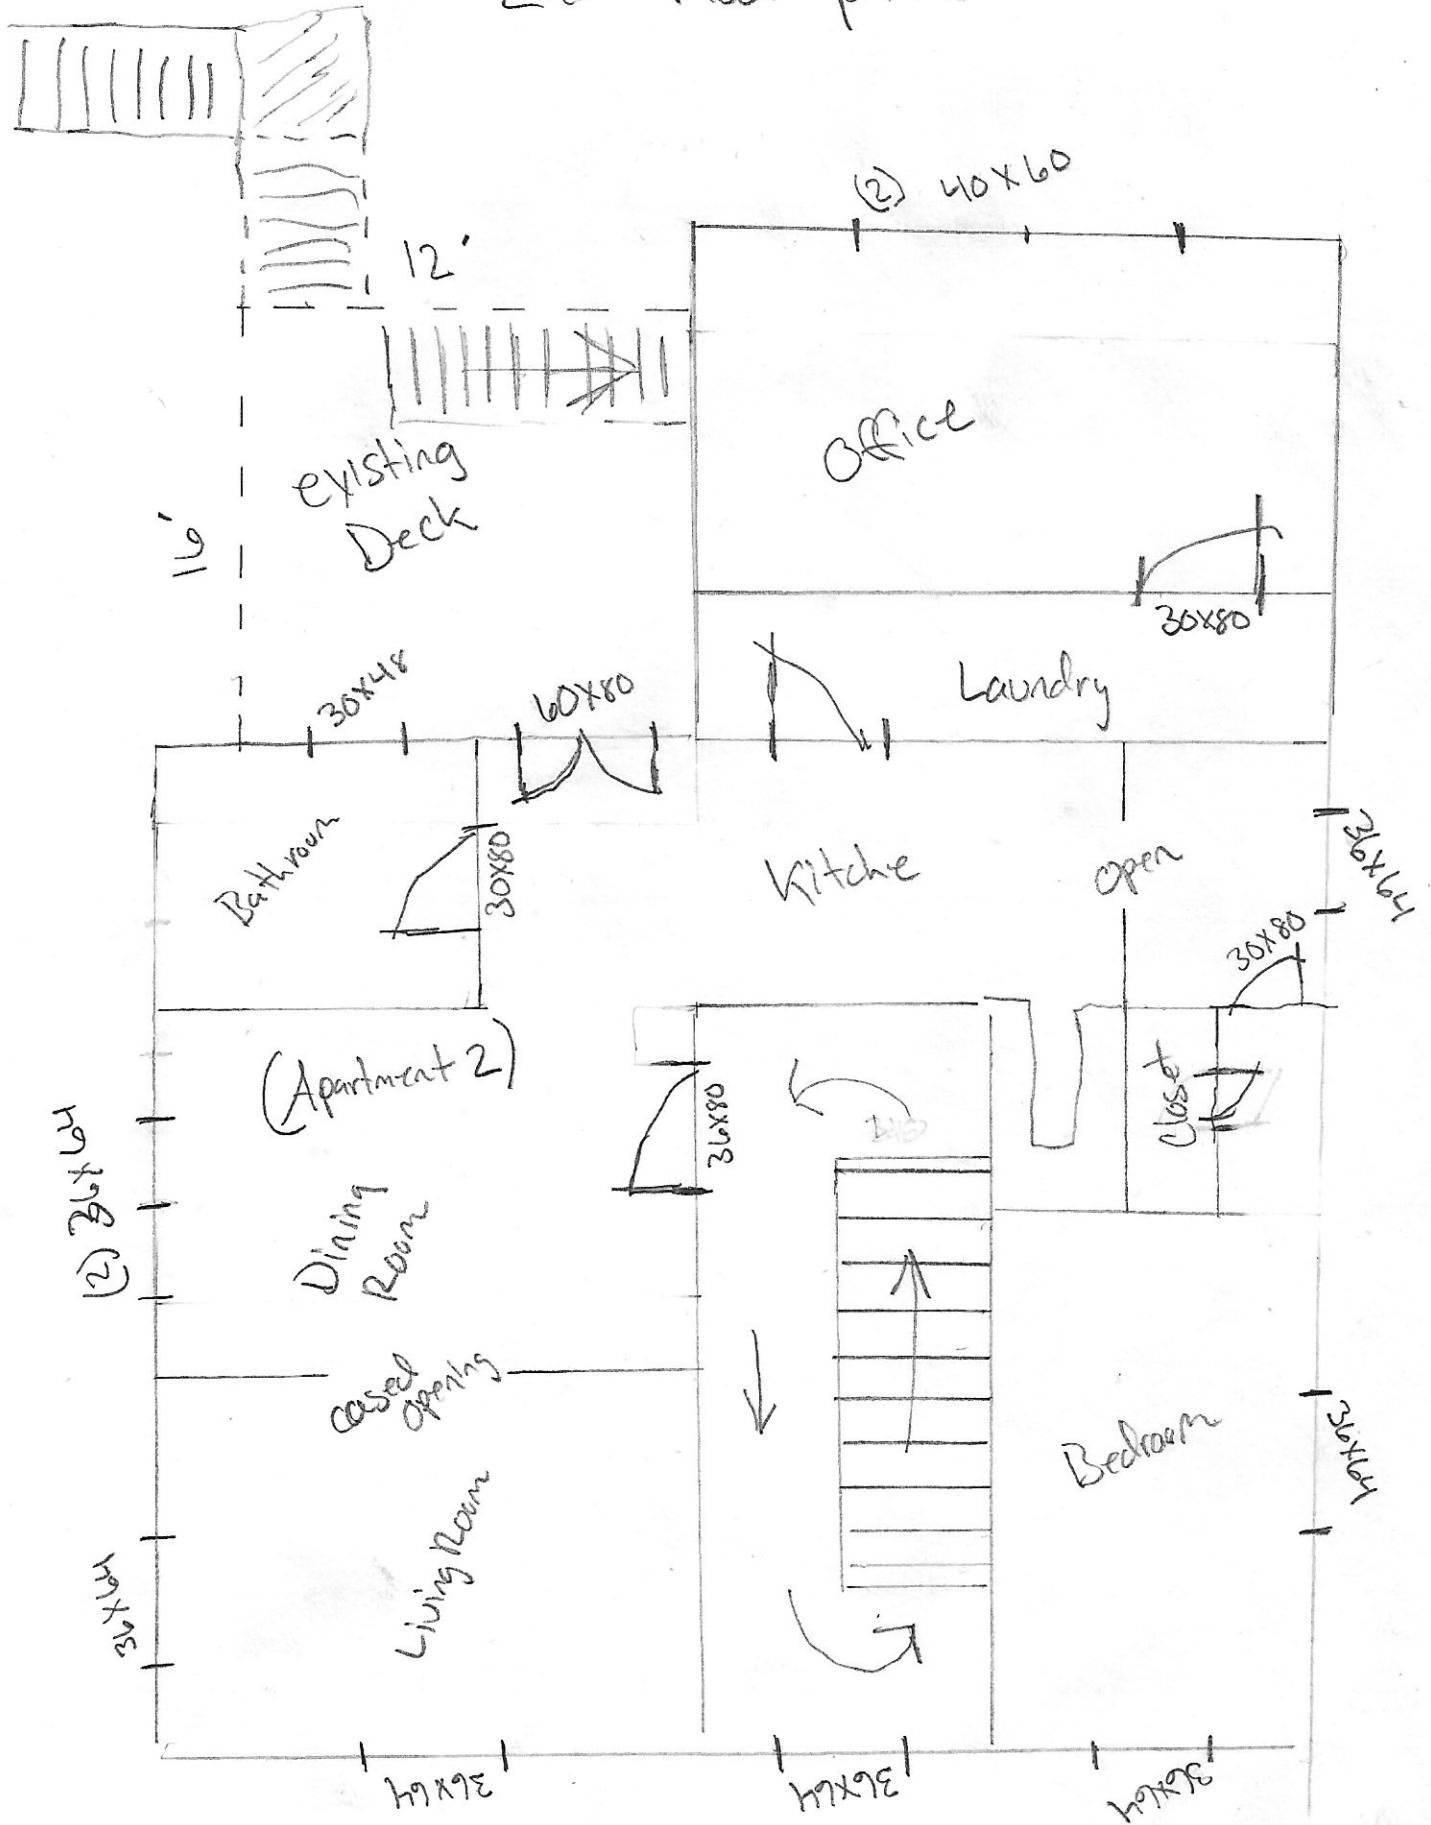 (2) 40X60
12'
existing
Deck
16'
Office
30X80
Laundry
30X48
60X80
Bathroom
30X80
Kitche
open
36X64
30X80
(Apartment 2)
36X80
Closet
(2) 36X64
Dining
Room
cased
opening
Bedroom
36X64
Living Room
36X64
36X64
36X64
36X64